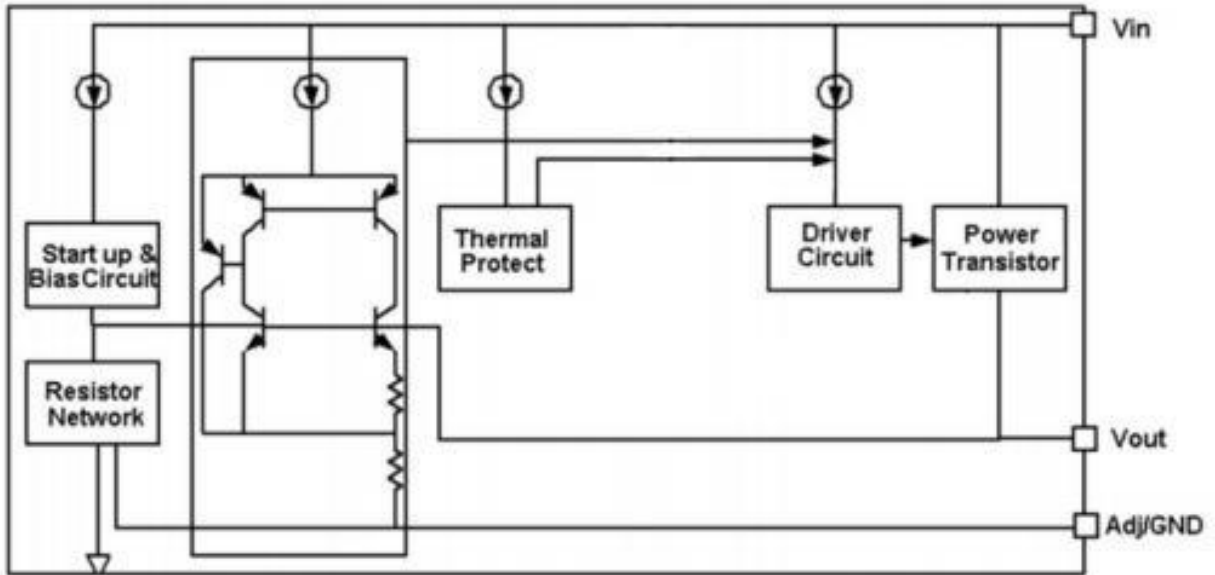 Vin
Start up &
Bias Circuit
Thermal
Protect
Driver
Circuit
Power
Transistor
Resistor
Network
Vout
Adj/GND